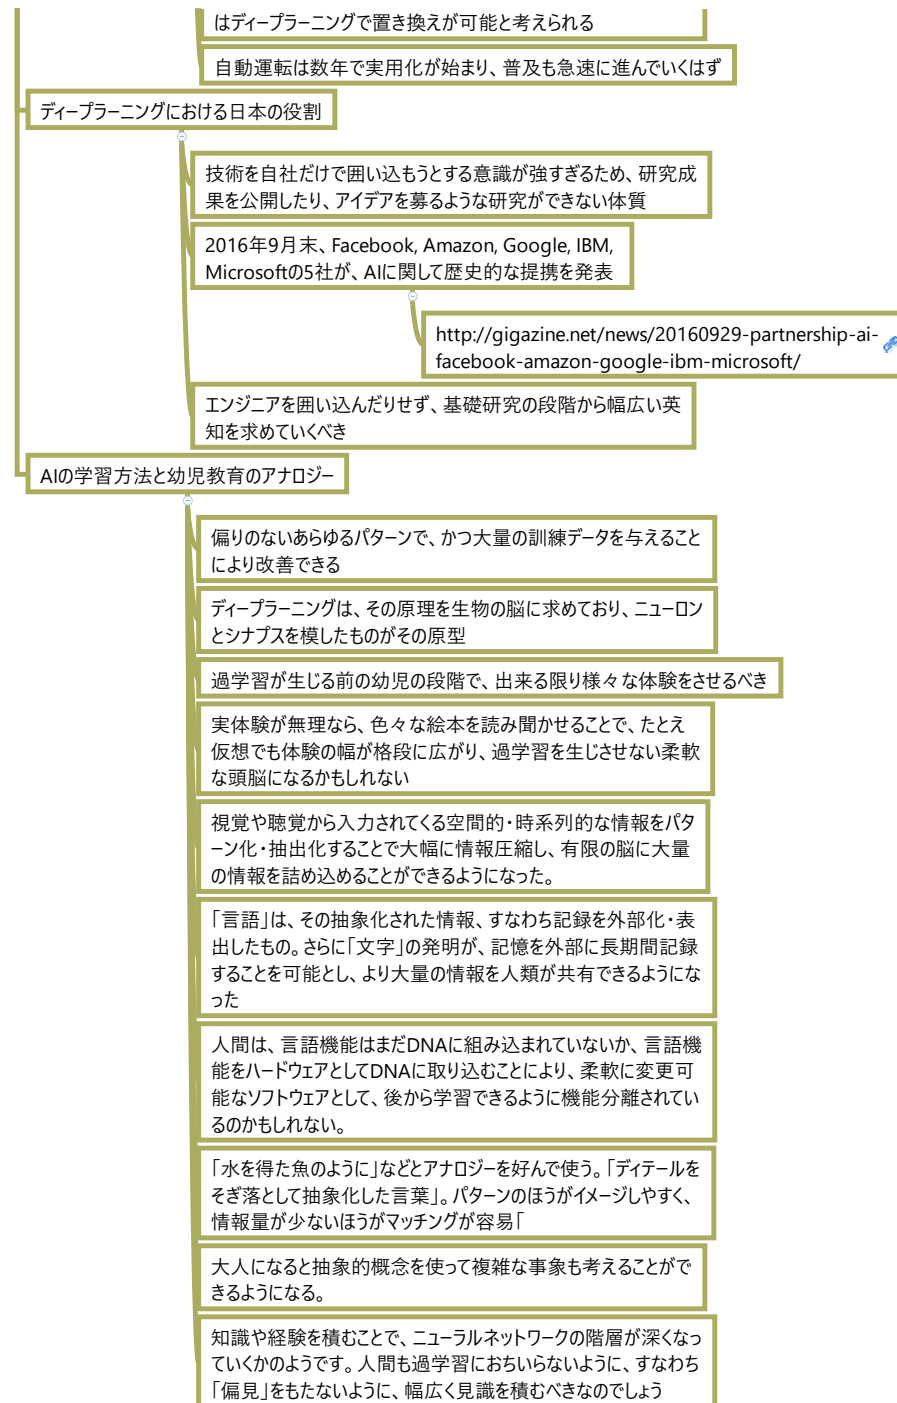 はディープラーニングで置き換えが可能と考えられる
自動運転は数年で実用化が始まり、普及も急速に進んでいくはず
ディープラーニングにおける日本の役割
技術を自社だけで囲い込もうとする意識が強すぎるため、研究成
果を公開したり、アイデアを募るような研究ができない体質
2016年9月末、Facebook, Amazon, Google, IBM,
Microsoftの5社が、AIに関して歴史的な提携を発表
http://gigazine.net/news/20160929-partnership-ai-
facebook-amazon-google-ibm-microsoft/
エンジニアを囲い込んだりせず、基礎研究の段階から幅広い英
知を求めていくべき
AIの学習方法と幼児教育のアナロジー
偏りのないあらゆるパターンで、かつ大量の訓練データを与えること
により改善できる
ディープラーニングは、その原理を生物の脳に求めており、ニューロン
とシナプスを模したものがその原型
過学習が生じる前の幼児の段階で、出来る限り様々な体験をさせるべき
実体験が無理なら、色々な絵本を読み聞かせることで、たとえ
仮想でも体験の幅が格段に広がり、過学習を生じさせない柔軟
な頭脳になるかもしれない
視覚や聴覚から入力されてくる空間的・時系列的な情報をパタ
ーン化・抽出化することで大幅に情報圧縮し、有限の脳に大量
の情報を詰め込めることができるようになった。
「言語」は、その抽象化された情報、すなわち記録を外部化・表
出したもの。さらに「文字」の発明が、記憶を外部に長期間記録
することを可能とし、より大量の情報を人類が共有できるようにな
った
人間は、言語機能はまだDNAに組み込まれていないか、言語機
能をハードウェアとしてDNAに取り込むことにより、柔軟に変更可
能なソフトウェアとして、後から学習できるように機能分離されてい
るのかもしれない。
「水を得た魚のように」などとアナロジーを好んで使う。「ディテールを
そぎ落として抽象化した言葉」。パターンのほうがイメージしやすく、
情報量が少ないほうがマッチングが容易「
大人になると抽象的概念を使って複雑な事象も考えることがで
きるようになる。
知識や経験を積むことで、ニューラルネットワークの階層が深くなっ
ていくかのようです。人間も過学習におちいらないように、すなわち
「偏見」をもたないように、幅広く見識を積むべきなのでしょう